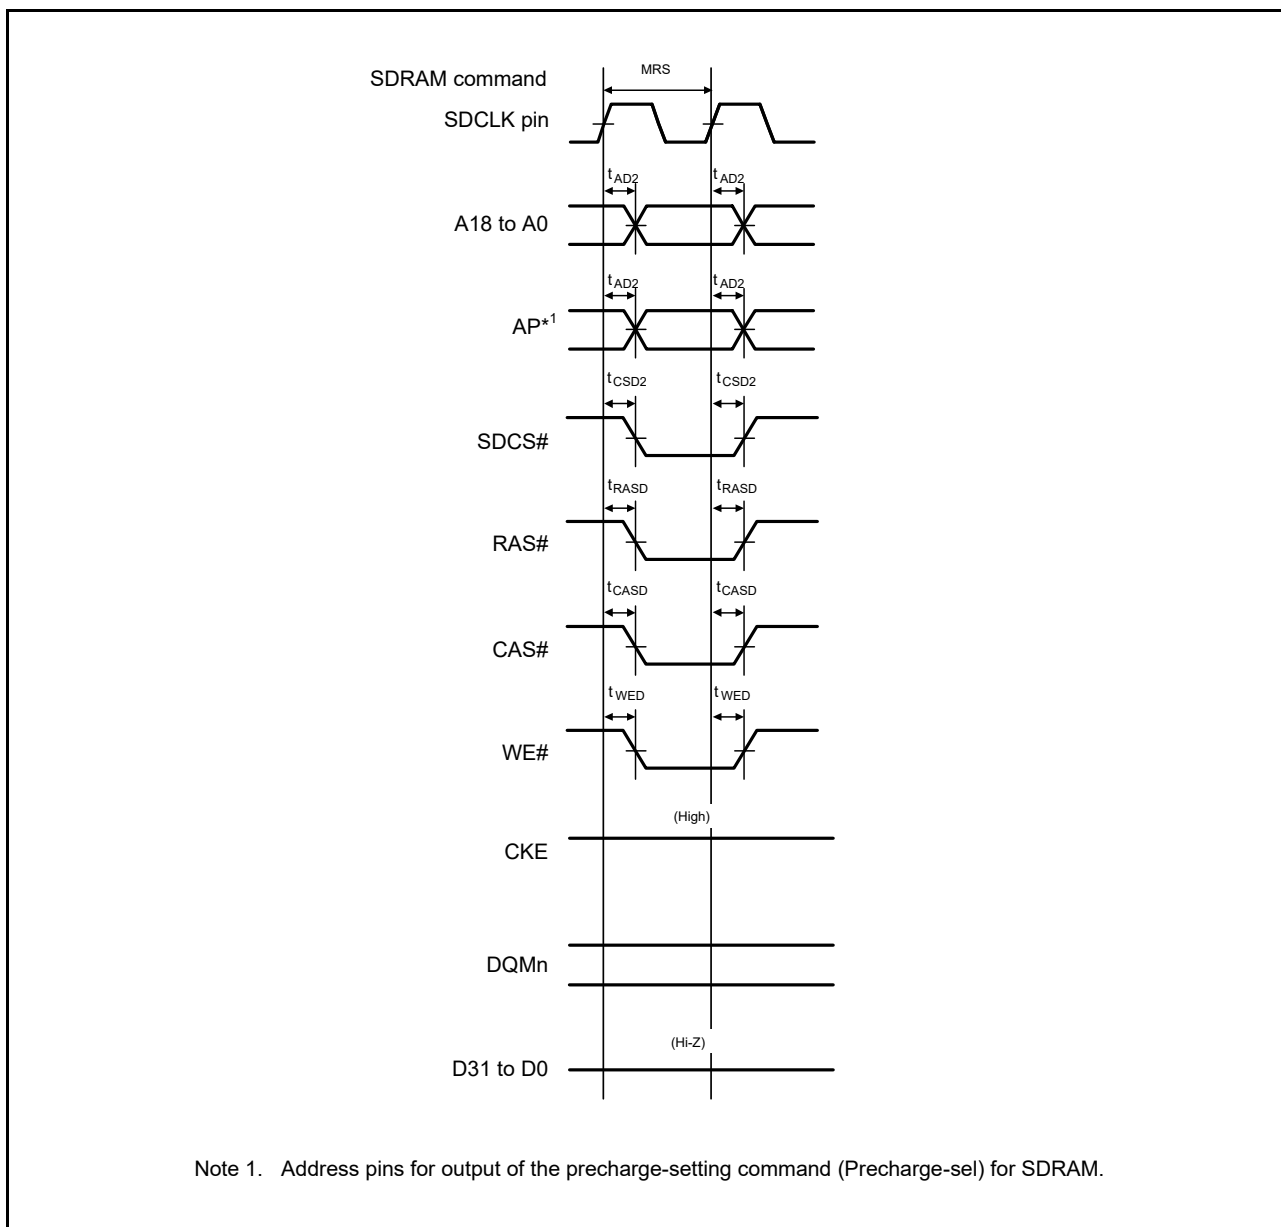 SDRAM command
MRS
SDCLK pin
tAD2 tAD2
A18 to A0
tAD2 tAD2
AP*1
tCSD2 tCSD2
SDCS#
tRASD tRASD
RAS#
tCASD tCASD
CAS#
tWED tWED
WE#
(High)
CKE
DQMn
(Hi-Z)
D31 to D0
Note 1. Address pins for output of the precharge-setting command (Precharge-sel) for SDRAM.